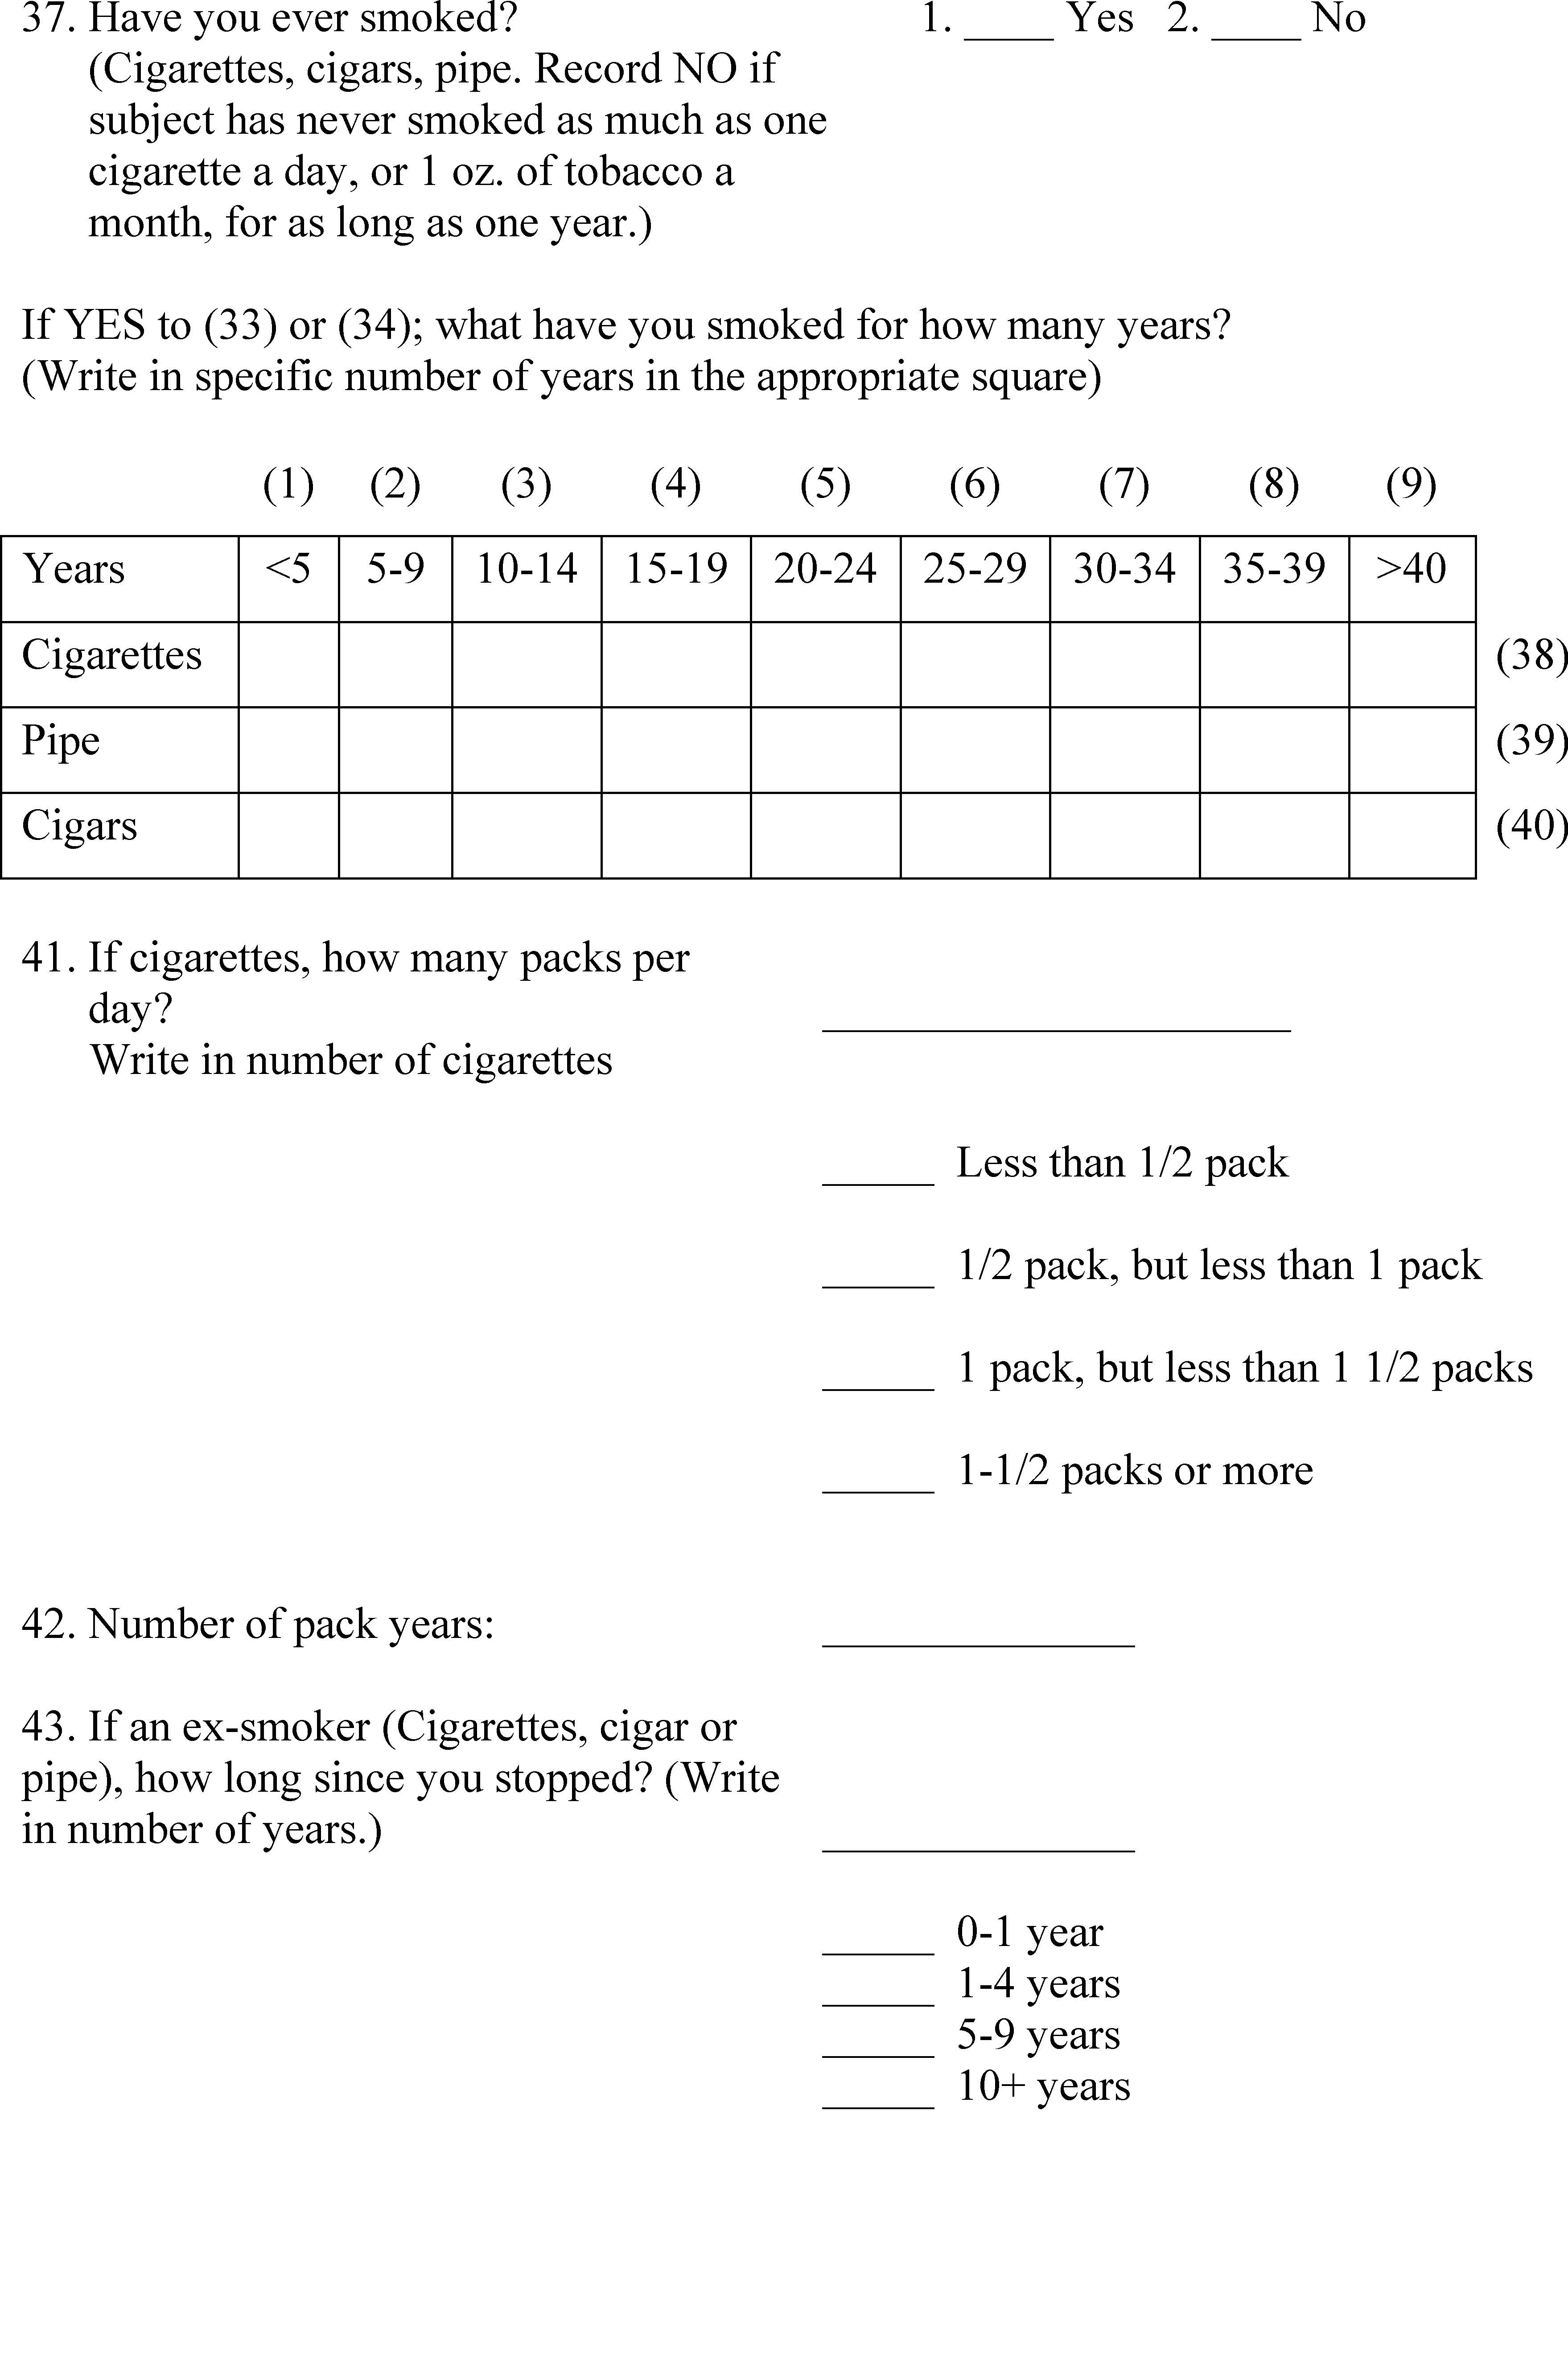 37. Have you ever smoked? 1. ____ Yes 2. ____ No
(Cigarettes, cigars, pipe. Record NO if
subject has never smoked as much as one
cigarette a day, or 1 oz. of tobacco a
month, for as long as one year.)
If YES to (33) or (34); what have you smoked for how many years?
(Write in specific number of years in the appropriate square)
(1) (2) (3) (4) (5) (6) (7) (8) (9)
Years <5 5-9 10-14 15-19 20-24 25-29 30-34 35-39 >40
Cigarettes (38)
Pipe (39)
Cigars (40)
41. If cigarettes, how many packs per
day? _____________________
Write in number of cigarettes
_____ Less than 1/2 pack
_____ 1/2 pack, but less than 1 pack
_____ 1 pack, but less than 1 1/2 packs
_____ 1-1/2 packs or more
42. Number of pack years: ______________
43. If an ex-smoker (Cigarettes, cigar or
pipe), how long since you stopped? (Write
in number of years.) ______________
_____ 0-1 year
_____ 1-4 years
_____ 5-9 years
_____ 10+ years